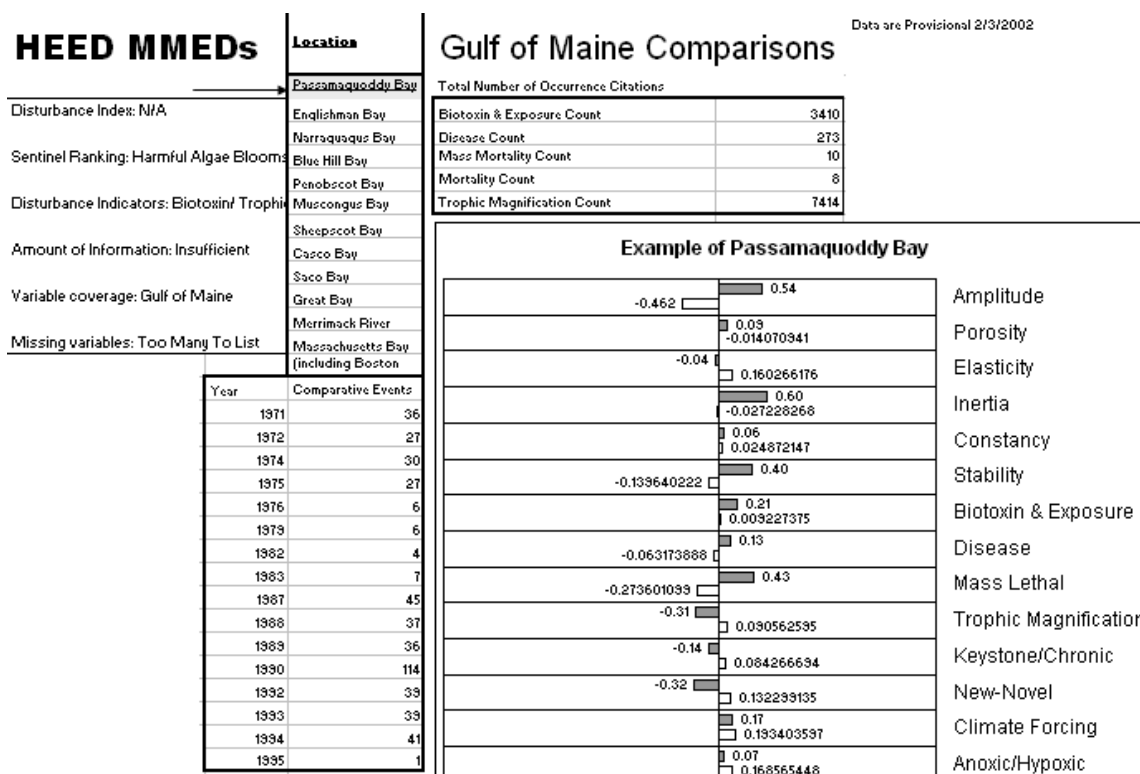 Data are Provisional 2/3/2002
HEED MMEDs
Location
Gulf of Maine Comparisons
Passamaquoddy Bay
Englishman Bay
Narraguagus Bay
Blue Hill Bay
Penobscot Bay
Muscongus Bay
Sheepscot Bay
Casco Bay
Saco Bay
Great Bay
Merrimack River
Massachusetts Bay
(including Boston
Disturbance Index: N/A
Sentinel Ranking: Harmful Algae Blooms
Disturbance Indicators: Biotoxin/ Trophi
Amount of Information: Insufficient
Variable coverage: Gulf of Maine
Missing variables: Too Many To List
Total Number of Occurrence Citations
Biotoxin & Exposure Count 3410
Disease Count 273
Mass Mortality Count 10
Mortality Count 8
Trophic Magnification Count 7414
Year Comparative Events
1971 36
1972 27
1974 30
1975 27
1976 6
1979 6
1982 4
1983 7
1987 45
1988 37
1989 36
1990 114
1992 39
1993 39
1994 41
1995 1
Example of Passamaquoddy Bay
0.54
-0.462
Amplitude
0.09
-0.014070941
Porosity
-0.04
0.160266176
Elasticity
0.60
-0.027228268
Inertia
0.06
0.024872147
Constancy
0.40
-0.139640222
Stability
0.21
0.009227375
Biotoxin & Exposure
0.13
-0.063173888
Disease
0.43
-0.273601099
Mass Lethal
-0.31
0.090562595
Trophic Magnification
-0.14
0.084266694
Keystone/Chronic
-0.32
0.132299135
New-Novel
0.17
0.193403597
Climate Forcing
0.07
0.168565448
Anoxic/Hypoxic